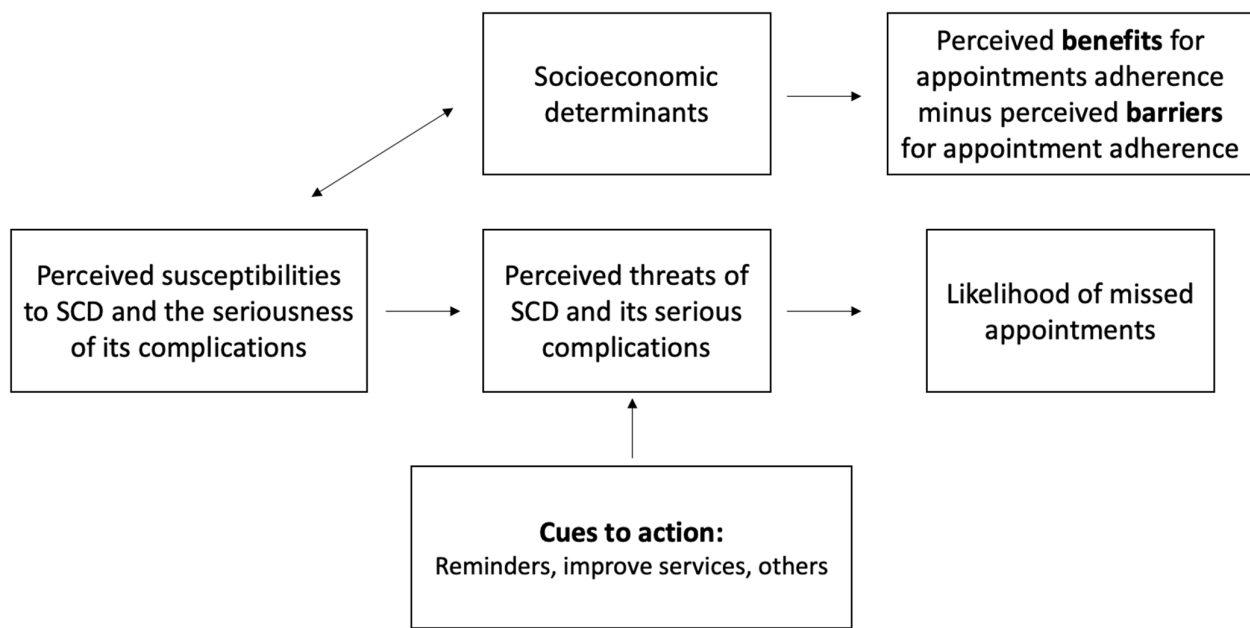 Socioeconomic
determinants
Perceived benefits for
appointments adherence
minus perceived barriers
for appointment adherence
Perceived susceptibilities
to SCD and the seriousness
of its complications
Perceived threats of
SCD and its serious
complications
Likelihood of missed
appointments
Cues to action:
Reminders, improve services, others